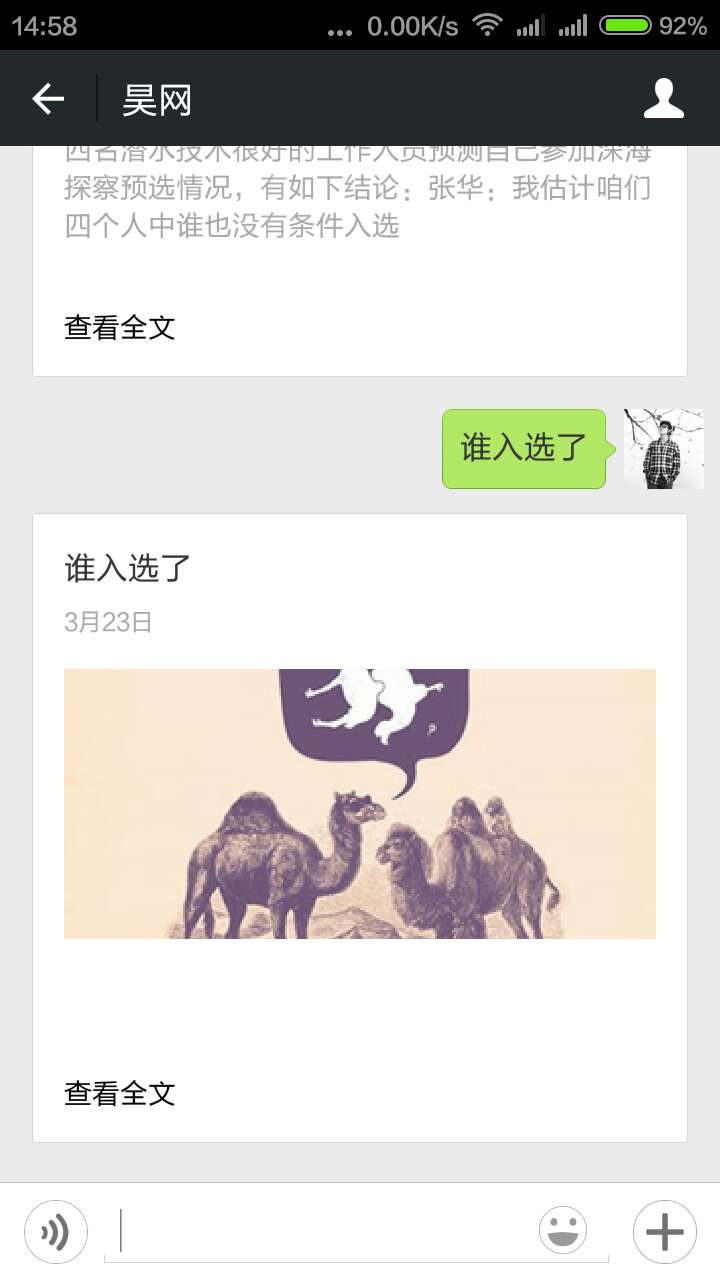 14:58 ... 0.00K/s 92%
昊网
四名潜水技术很好的工作人员预测自己参加深海
探察预选情况，有如下结论：张华：我估计咱们
四个人中谁也没有条件入选
查看全文
谁入选了
谁入选了
3月23日
查看全文